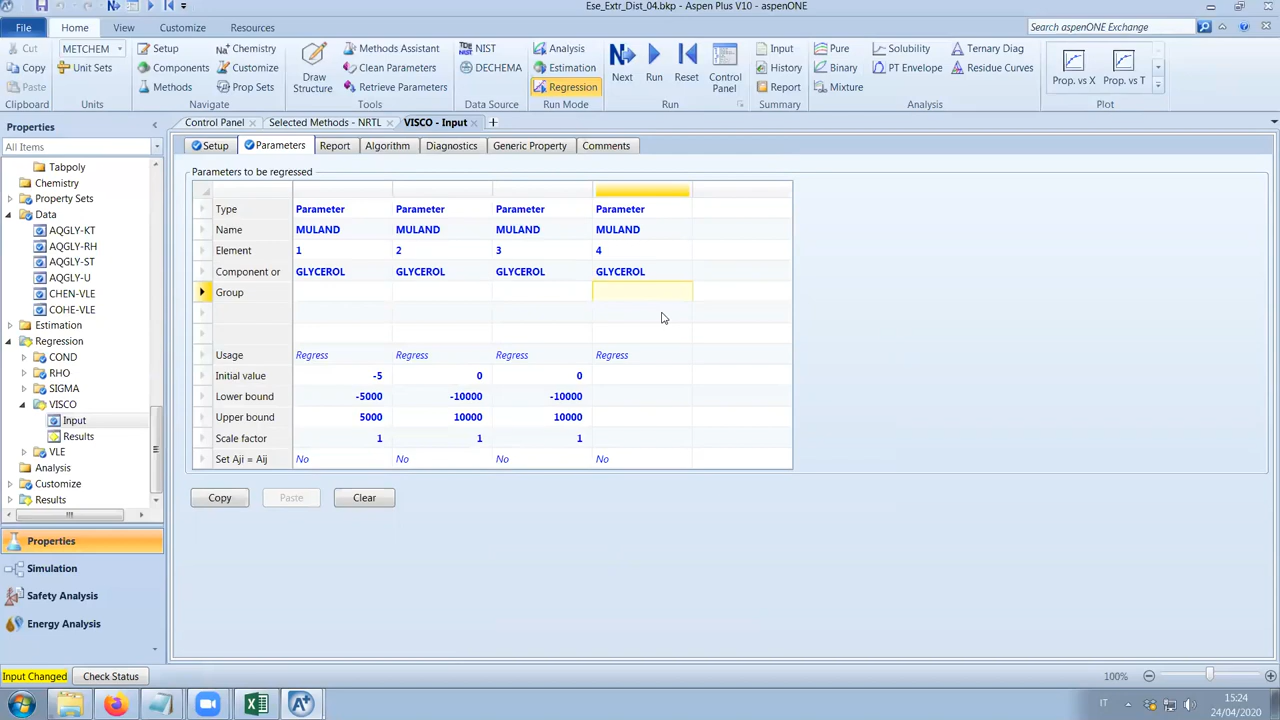 Ese_Extr_Dist_04.bkp - Aspen Plus V10 - aspenONE
File Home View Customize Resources
Search aspenONE Exchange
Cut METCHEM Setup Chemistry Methods Assistant NIST Analysis Input Pure Solubility Ternary Diag
Copy Unit Sets Components Customize Clean Parameters DECHEMA Estimation History Binary PT Envelope Residue Curves
Paste Methods Prop Sets Draw Structure Retrieve Parameters Regression Next Run Reset Control Panel Report Mixture Prop. vs X Prop. vs T
Clipboard Units Navigate Tools Data Source Run Mode Run Summary Analysis Plot
Properties
Control Panel Selected Methods - NRTL VISCO - Input
All Items
Setup Parameters Report Algorithm Diagnostics Generic Property Comments
Tabpoly
Chemistry
Property Sets
Data
AQGLY-KT
AQGLY-RH
AQGLY-ST
AQGLY-U
CHEN-VLE
COHE-VLE
Estimation
Regression
COND
RHO
SIGMA
VISCO
Input
Results
VLE
Analysis
Customize
Results
Properties
Simulation
Safety Analysis
Energy Analysis
Parameters to be regressed
Type Parameter Parameter Parameter Parameter
Name MULAND MULAND MULAND MULAND
Element 1 2 3 4
Component or GLYCEROL GLYCEROL GLYCEROL GLYCEROL
Group
Usage Regress Regress Regress Regress
Initial value -5 0 0
Lower bound -5000 -10000 -10000
Upper bound 5000 10000 10000
Scale factor 1 1 1
Set Aji = Aij No No No No
Copy Paste Clear
Input Changed Check Status
100%
IT
15:24
24/04/2020